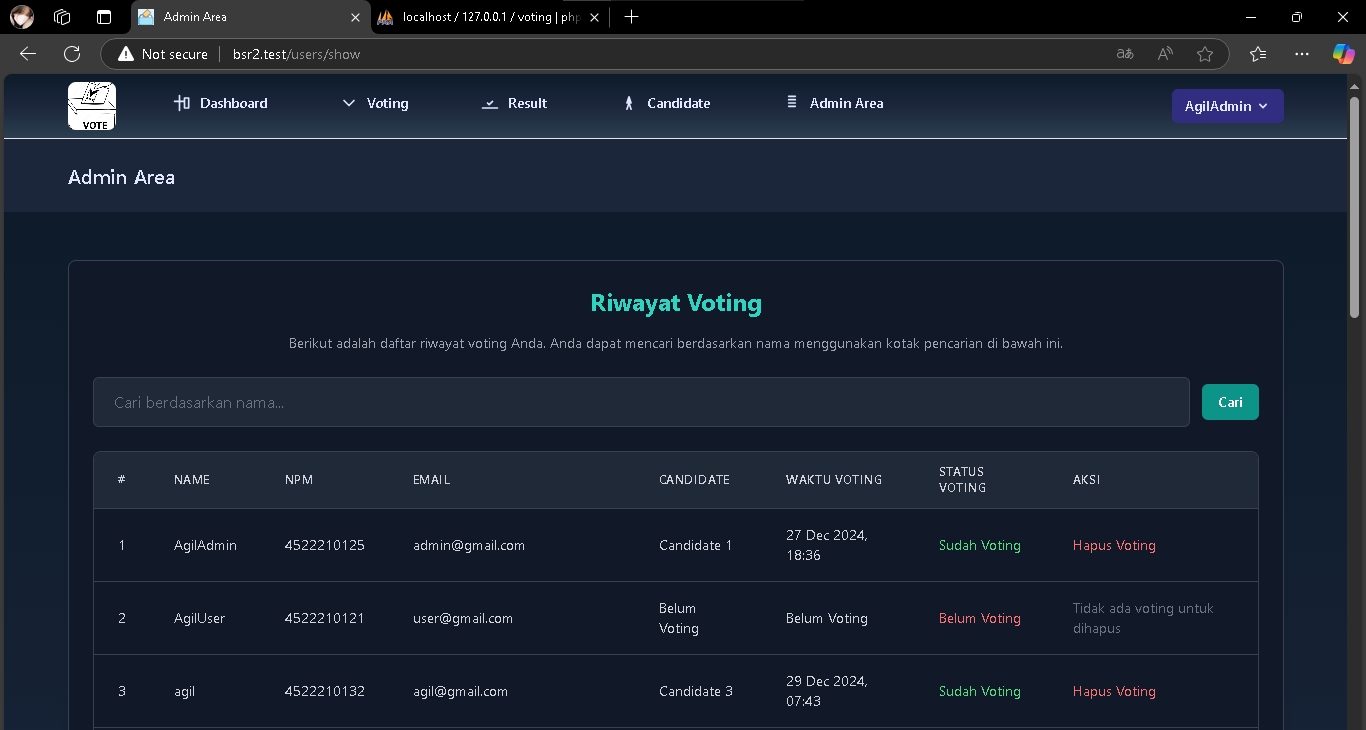 Admin Area
localhost / 127.0.0.1 / voting | php
Not secure
bsr2.test/users/show
VOTE
Dashboard
Voting
Result
Candidate
Admin Area
AgilAdmin
Admin Area
Riwayat Voting
Berikut adalah daftar riwayat voting Anda. Anda dapat mencari berdasarkan nama menggunakan kotak pencarian di bawah ini.
Cari berdasarkan nama...
Cari
# NAME NPM EMAIL CANDIDATE WAKTU VOTING STATUS VOTING AKSI
1 AgilAdmin 4522210125 admin@gmail.com Candidate 1 27 Dec 2024, 18:36 Sudah Voting Hapus Voting
2 AgilUser 4522210121 user@gmail.com Belum Voting Belum Voting Belum Voting Tidak ada voting untuk dihapus
3 agil 4522210132 agil@gmail.com Candidate 3 29 Dec 2024, 07:43 Sudah Voting Hapus Voting